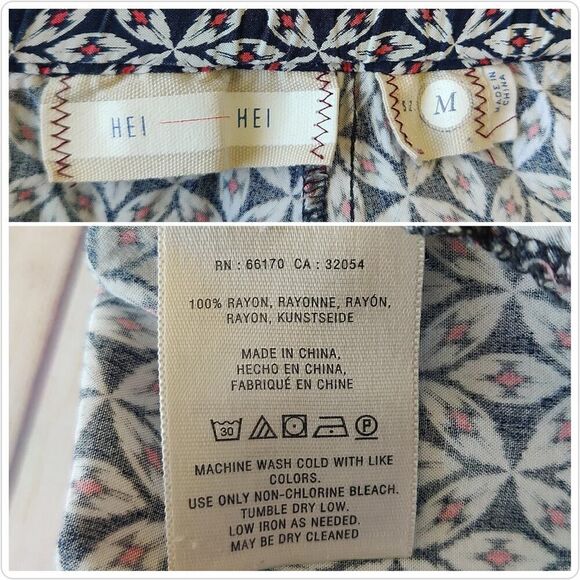 HEI — HEI
SZ. M
MADE IN
CHINA
RN : 66170 CA : 32054
100% RAYON, RAYONNE, RAYÓN,
RAYON, KUNSTSEIDE
MADE IN CHINA,
HECHO EN CHINA,
FABRIQUÉ EN CHINE
30 P
MACHINE WASH COLD WITH LIKE
COLORS.
USE ONLY NON-CHLORINE BLEACH.
TUMBLE DRY LOW.
LOW IRON AS NEEDED.
MAY BE DRY CLEANED